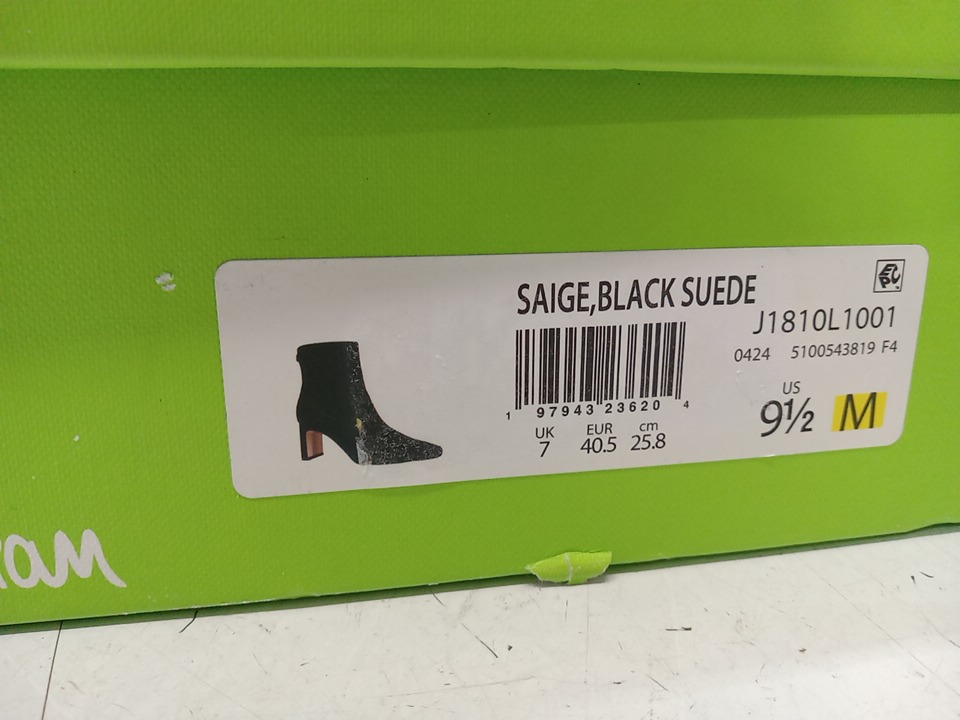 SAIGE,BLACK SUEDE
J1810L1001
0424 5100543819 F4
1 97943 23620 4
UK EUR cm
7 40.5 25.8
US
9½ M